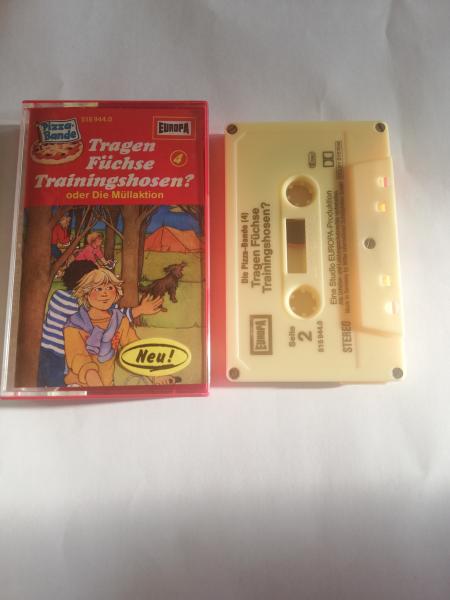 Pizza-
Bande
515 944.0
EUROPA
Tragen
Füchse
Trainingshosen?
4
oder Die Müllaktion
Neu!
Die Pizza-Bande (4)
Tragen Füchse
Trainingshosen?
EUROPA
Seite
2
515 944.0
Eine Studio EUROPA-Produktion
STEREO